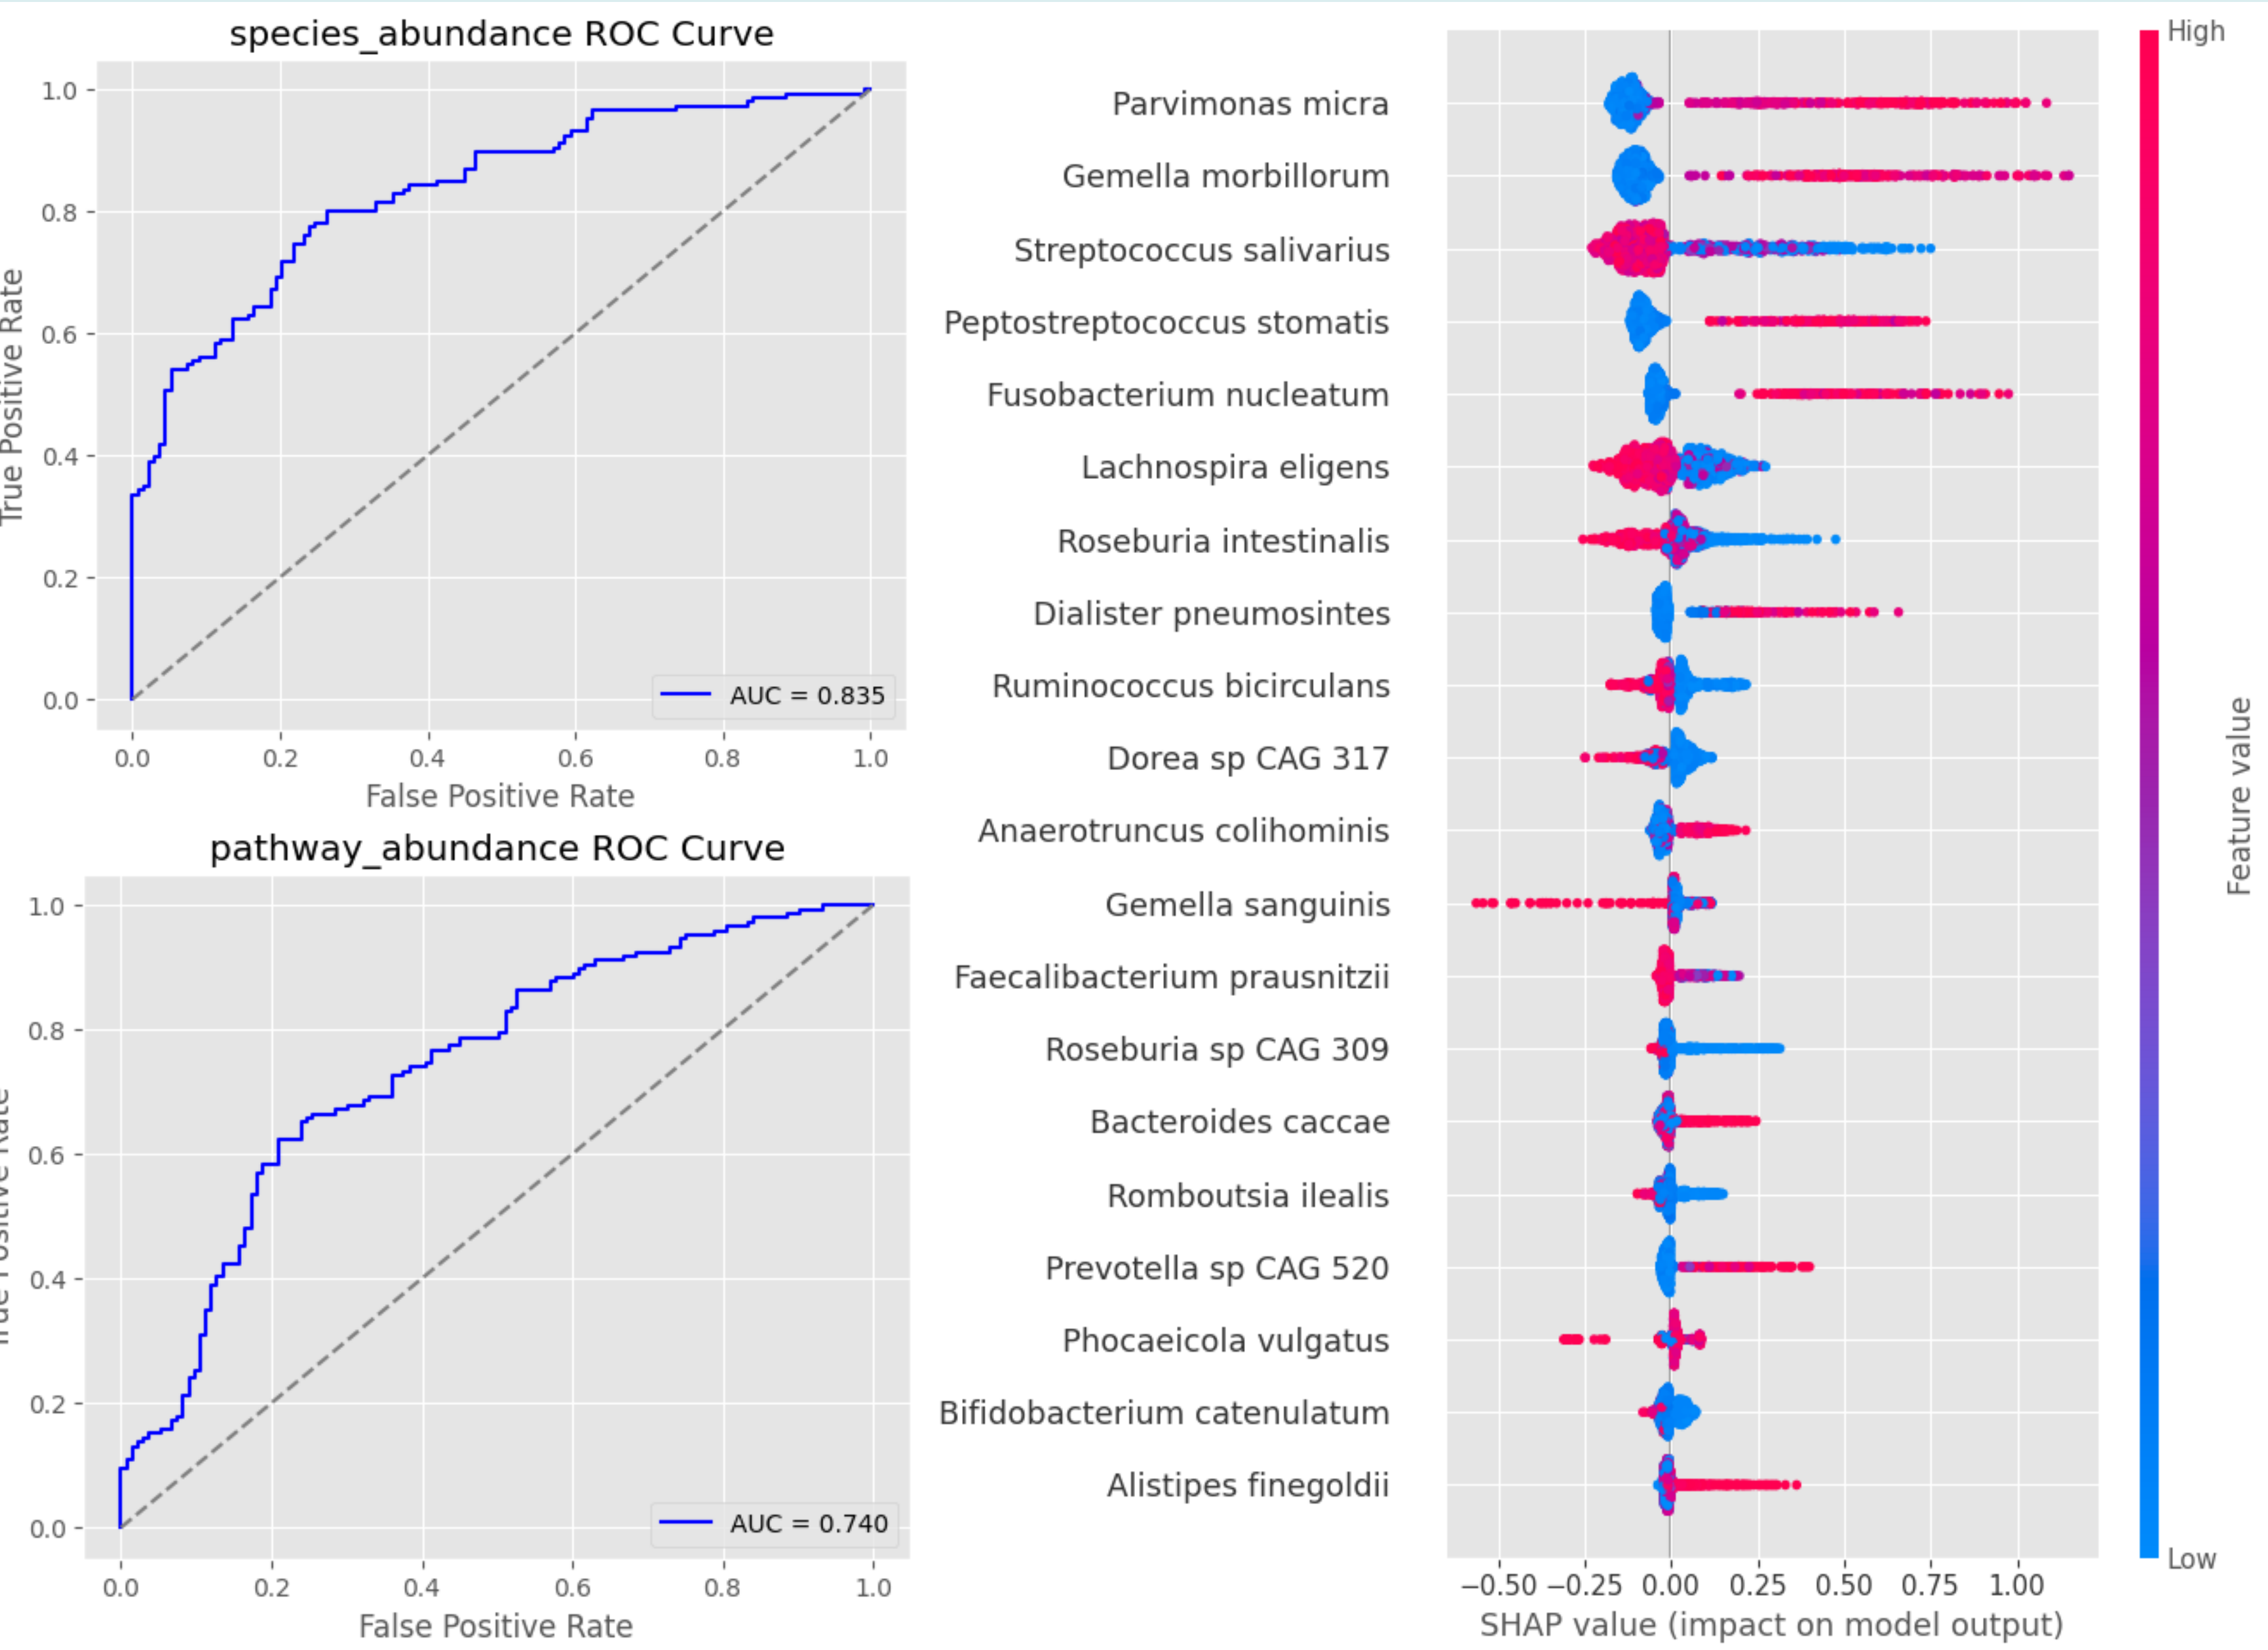 species_abundance ROC Curve
True Positive Rate
1.0
0.8
0.6
0.4
0.2
0.0
AUC = 0.835
0.0 0.2 0.4 0.6 0.8 1.0
False Positive Rate
pathway_abundance ROC Curve
True Positive Rate
1.0
0.8
0.6
0.4
0.2
0.0
AUC = 0.740
0.0 0.2 0.4 0.6 0.8 1.0
False Positive Rate
Parvimonas micra
Gemella morbillorum
Streptococcus salivarius
Peptostreptococcus stomatis
Fusobacterium nucleatum
Lachnospira eligens
Roseburia intestinalis
Dialister pneumosintes
Ruminococcus bicirculans
Dorea sp CAG 317
Anaerotruncus colihominis
Gemella sanguinis
Faecalibacterium prausnitzii
Roseburia sp CAG 309
Bacteroides caccae
Romboutsia ilealis
Prevotella sp CAG 520
Phocaeicola vulgatus
Bifidobacterium catenulatum
Alistipes finegoldii
−0.50 −0.25 0.00 0.25 0.50 0.75 1.00
SHAP value (impact on model output)
High
Feature value
Low